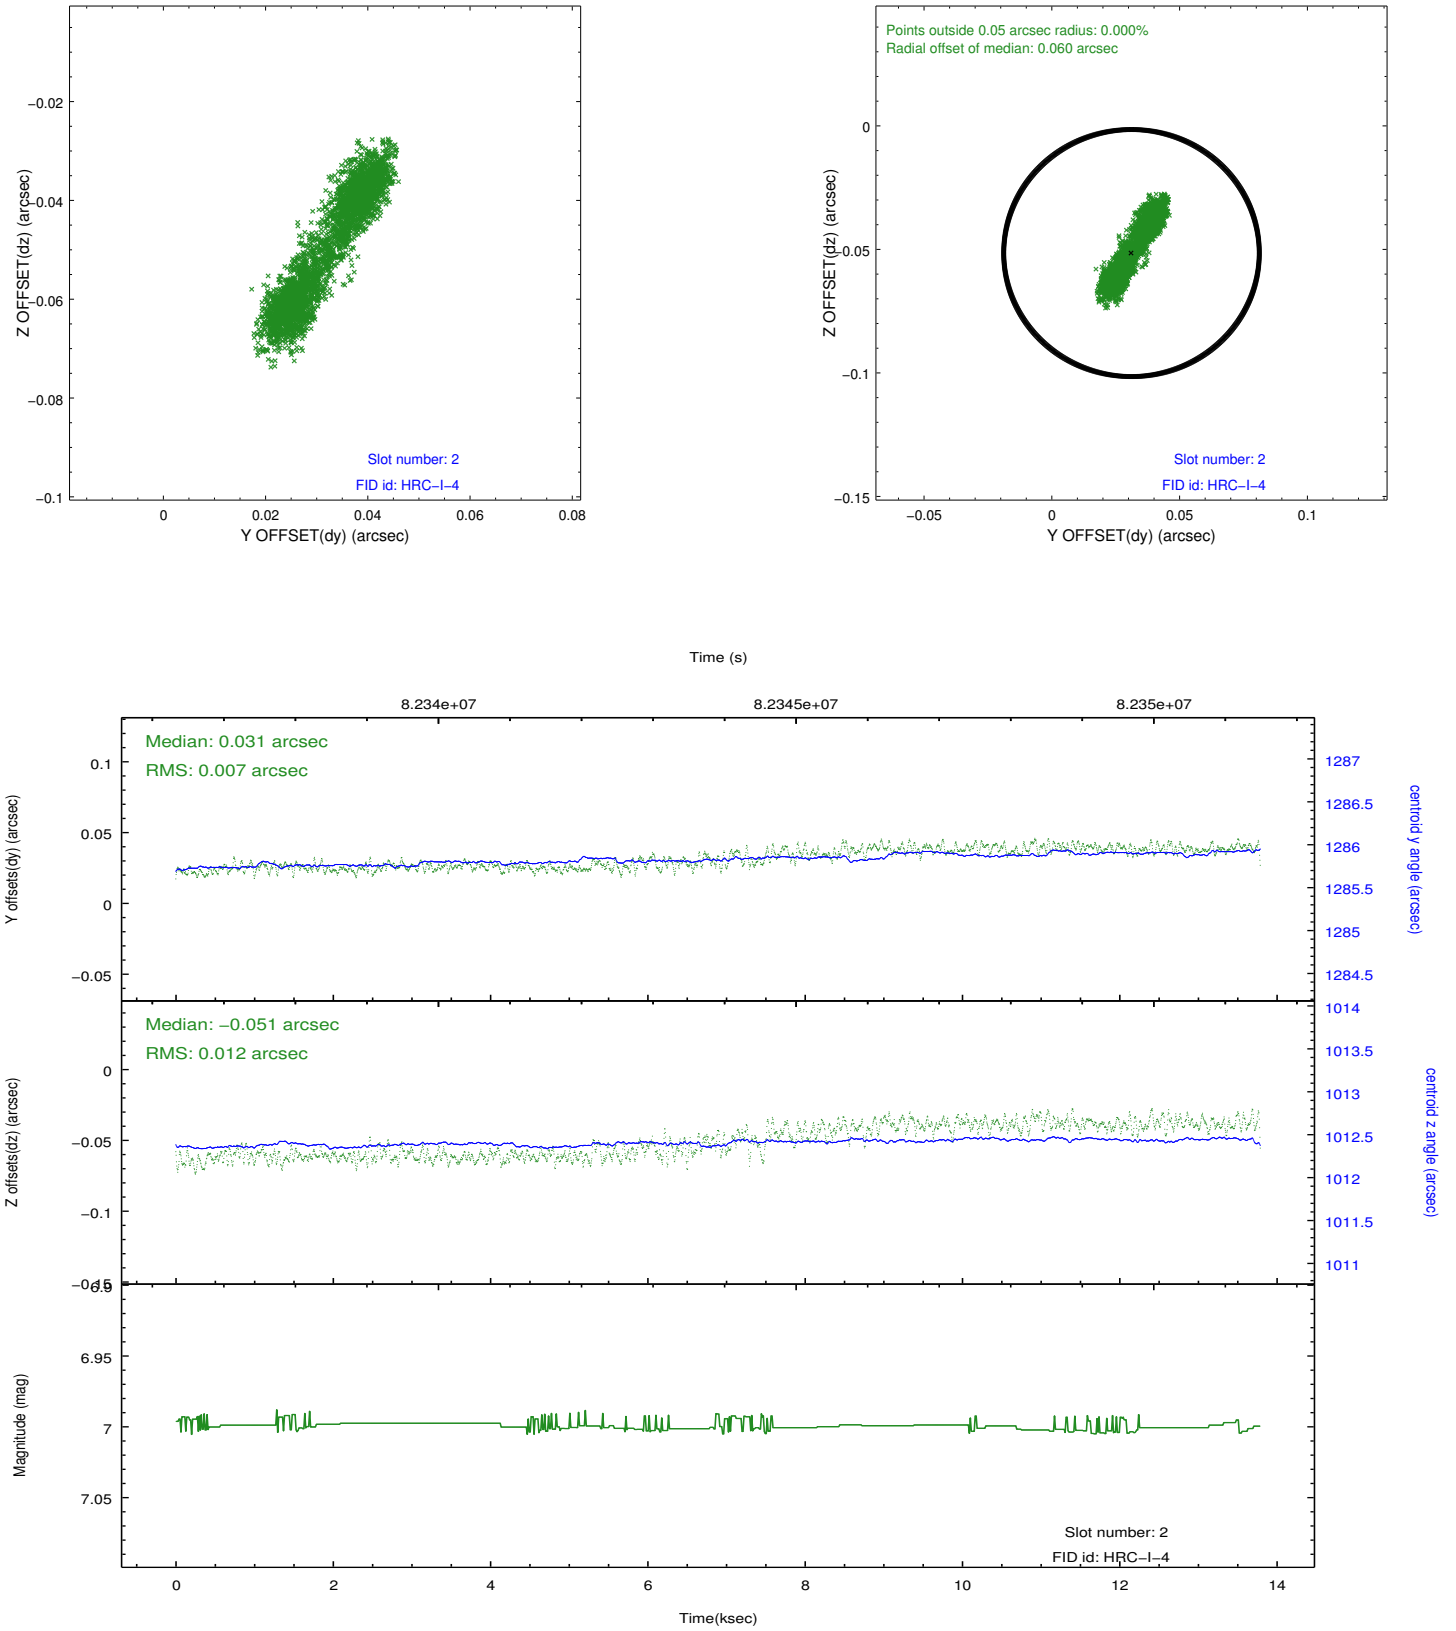 −0.02
−0.04
−0.06
−0.08
−0.1
Z OFFSET(dz) (arcsec)
Slot number: 2
FID id: HRC−I−4
0 0.02 0.04 0.06 0.08
Y OFFSET(dy) (arcsec)
Points outside 0.05 arcsec radius: 0.000%
Radial offset of median: 0.060 arcsec
0
−0.05
−0.1
−0.15
Z OFFSET(dz) (arcsec)
Slot number: 2
FID id: HRC−I−4
−0.05 0 0.05 0.1
Y OFFSET(dy) (arcsec)
Time (s)
8.234e+07 8.2345e+07 8.235e+07
Median: 0.031 arcsec
RMS: 0.007 arcsec
0.1
0.05
0
−0.05
Y offsets(dy) (arcsec)
1287
1286.5
1286
1285.5
1285
1284.5
centroid y angle (arcsec)
Median: −0.051 arcsec
RMS: 0.012 arcsec
0
−0.05
−0.1
−0.15
Z offsets(dz) (arcsec)
1014
1013.5
1013
1012.5
1012
1011.5
1011
centroid z angle (arcsec)
6.9
6.95
7
7.05
Magnitude (mag)
Slot number: 2
FID id: HRC−I−4
0 2 4 6 8 10 12 14
Time(ksec)